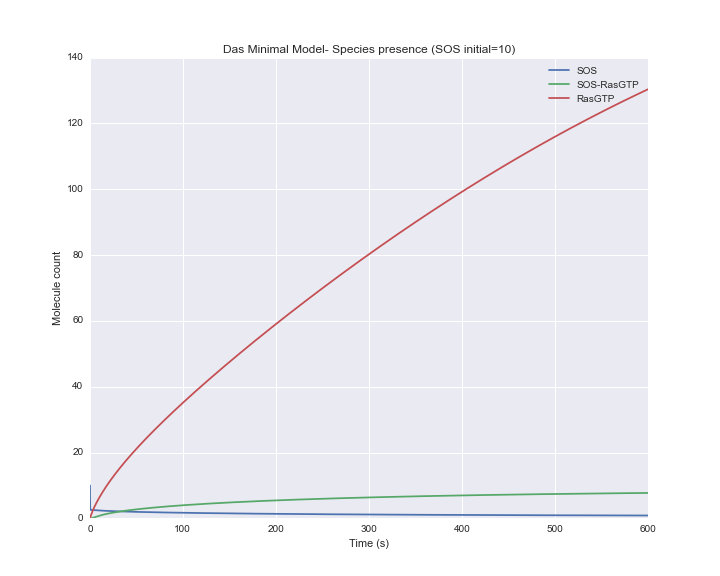 Das Minimal Model- Species presence (SOS initial=10)
140
120
100
80
60
40
20
0
Molecule count
SOS
SOS-RasGTP
RasGTP
0 100 200 300 400 500 600
Time (s)